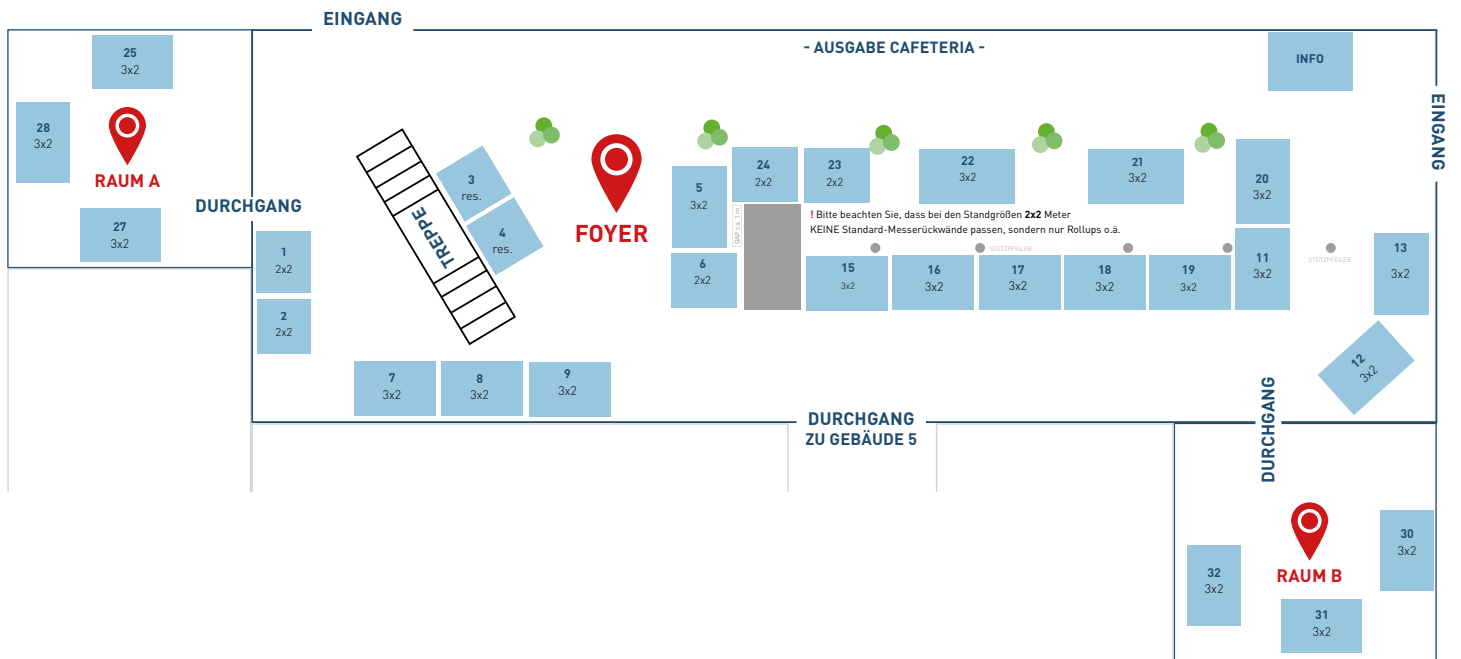 EINGANG
- AUSGABE CAFETERIA -
INFO
EINGANG
25
3x2
28
3x2
RAUM A
27
3x2
DURCHGANG
1
2x2
2
2x2
TREPPE
3
res.
4
res.
FOYER
5
3x2
6
2x2
24
2x2
23
2x2
22
3x2
21
3x2
20
3x2
GAP ca. 1m
! Bitte beachten Sie, dass bei den Standgrößen 2x2 Meter
KEINE Standard-Messerückwände passen, sondern nur Rollups o.ä.
STÜTZPFEILER
STÜTZPFEILER
15
3x2
16
3x2
17
3x2
18
3x2
19
3x2
11
3x2
13
3x2
12
3x2
7
3x2
8
3x2
9
3x2
DURCHGANG
ZU GEBÄUDE 5
DURCHGANG
30
3x2
32
3x2
RAUM B
31
3x2